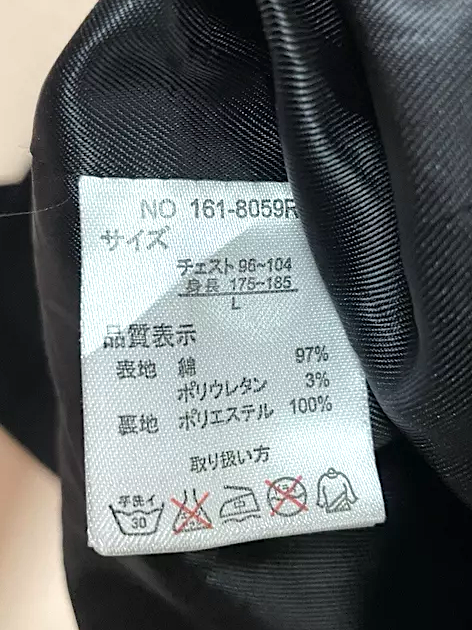 NO 161-8059R
サイズ
チェスト 96~104
身長 175~185
L
品質表示
表地 綿 97%
ポリウレタン 3%
裏地 ポリエステル 100%
取り扱い方
手洗イ
30
中